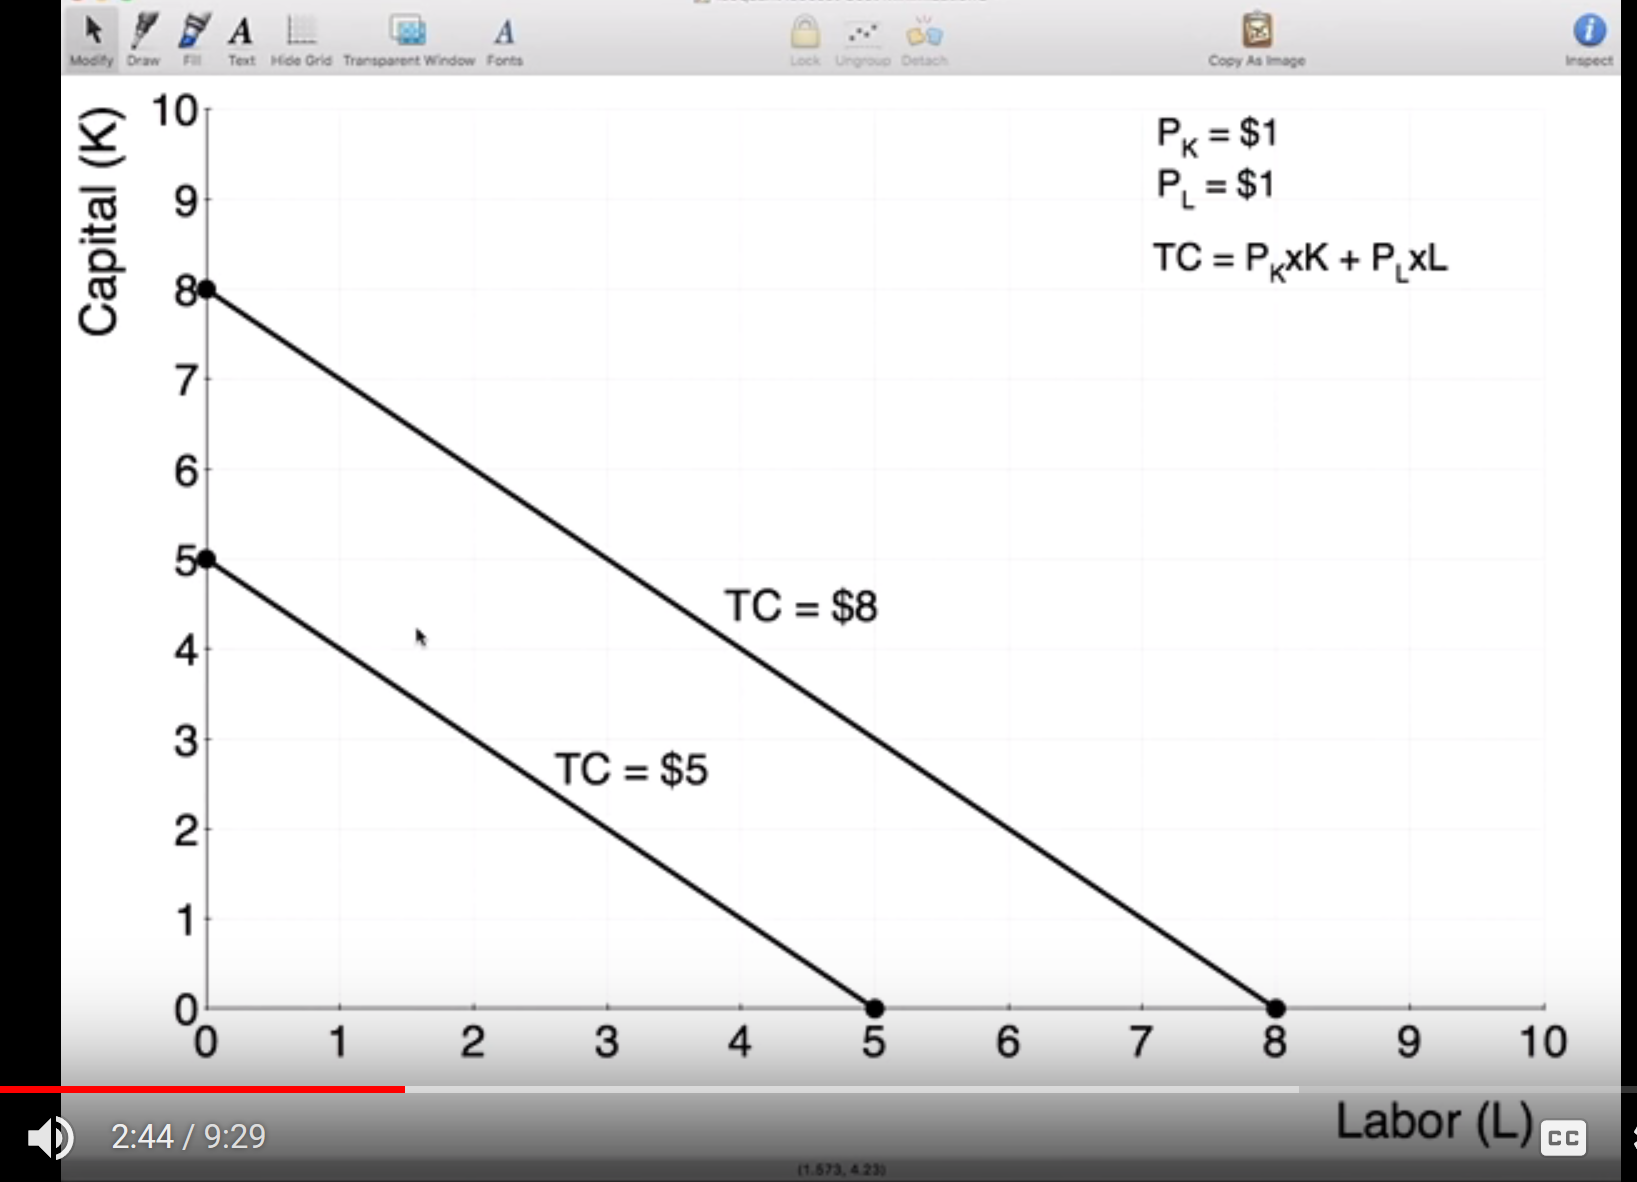 Modify Draw Fill Text Hide Grid Transparent Window Fonts Lock Ungroup Detach Copy As Image Inspect
Capital (K)
10
9
8
7
6
5
4
3
2
1
0
P_K = $1
P_L = $1
TC = P_KxK + P_LxL
TC = $8
TC = $5
0 1 2 3 4 5 6 7 8 9 10
Labor (L)
2:44 / 9:29
CC
(1.573, 4.23)